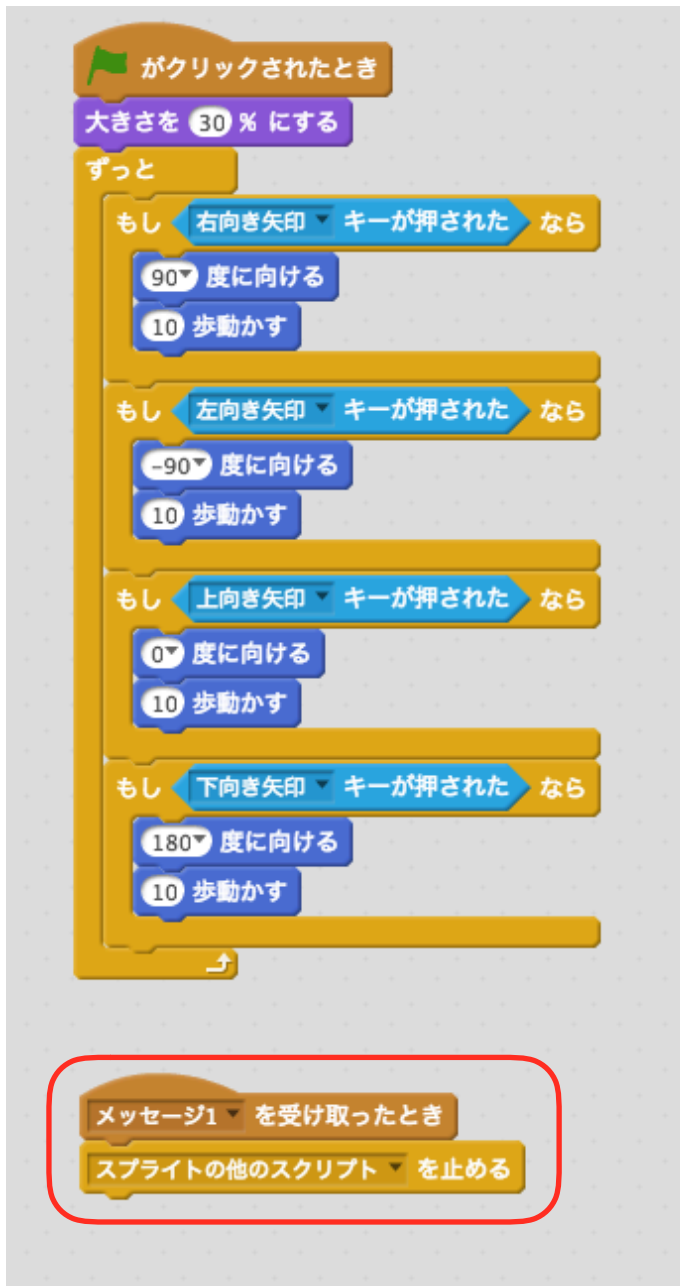 がクリックされたとき
大きさを 30 % にする
ずっと
もし 右向き矢印 キーが押された なら
90 度に向ける
10 歩動かす
もし 左向き矢印 キーが押された なら
-90 度に向ける
10 歩動かす
もし 上向き矢印 キーが押された なら
0 度に向ける
10 歩動かす
もし 下向き矢印 キーが押された なら
180 度に向ける
10 歩動かす
メッセージ1 を受け取ったとき
スプライトの他のスクリプト を止める